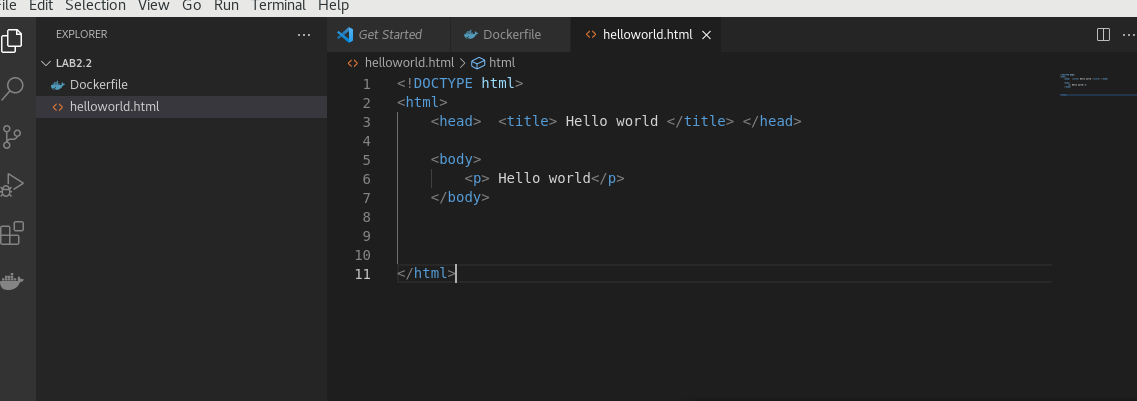 ile Edit Selection View Go Run Terminal Help
EXPLORER ···
LAB2.2
Dockerfile
helloworld.html
Get Started Dockerfile helloworld.html
helloworld.html > html
1 <!DOCTYPE html>
2 <html>
3 <head> <title> Hello world </title> </head>
4
5 <body>
6 <p> Hello world</p>
7 </body>
8
9
10
11 </html>